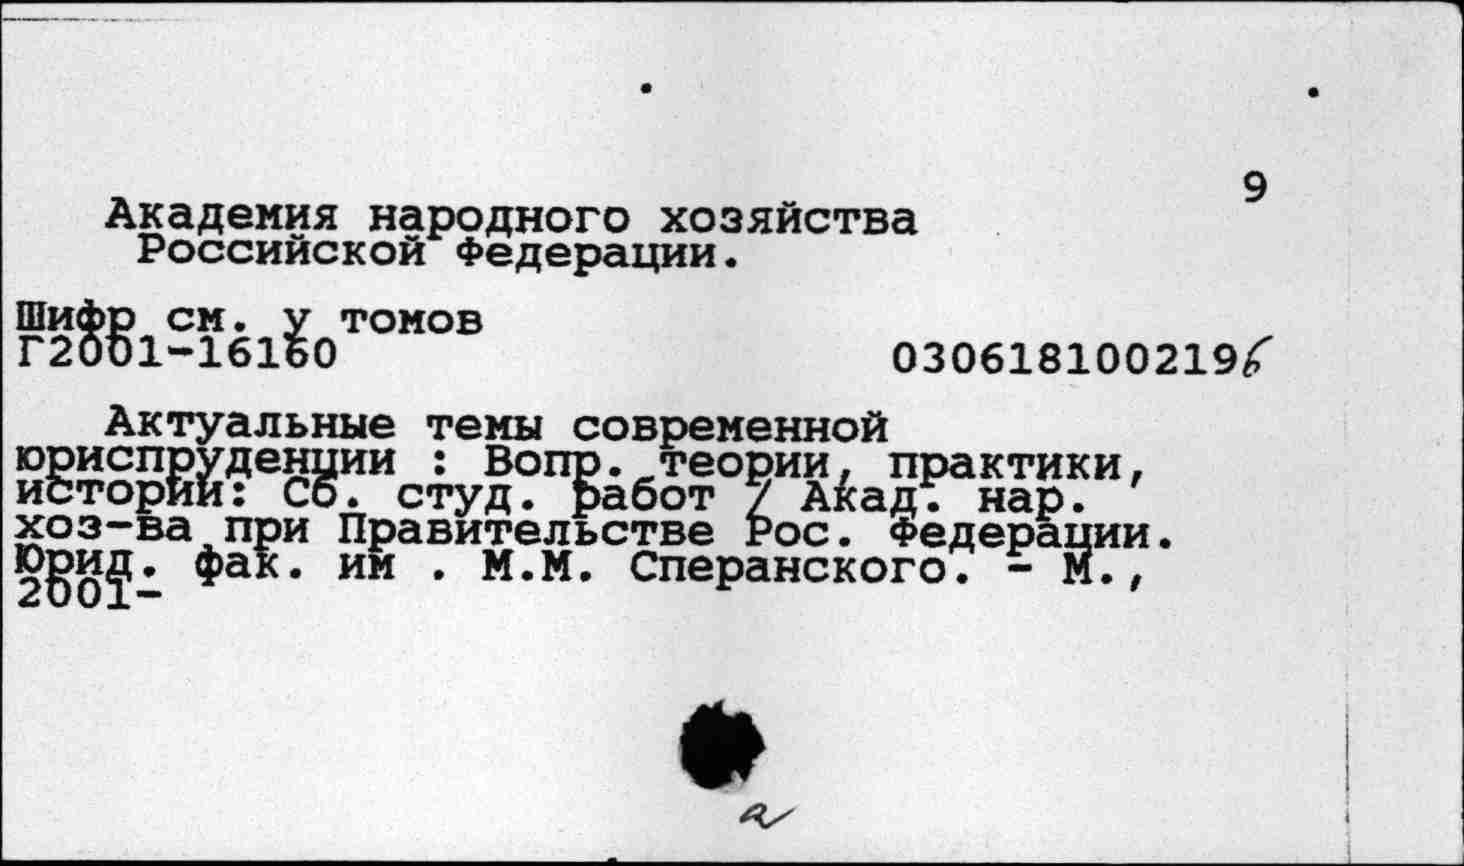 9
Академия народного хозяйства
Российской Федерации.
Шифр см. у томов
Г2001-16160
0306181002196
Актуальные темы современной
юриспруденции : Вопр. теории, практики,
истории: Сб. студ. работ / Акад. нар.
хоз-ва при Правительстве Рос. Федерации.
Юрид. фак. им . М.М. Сперанского. - М.,
2001-